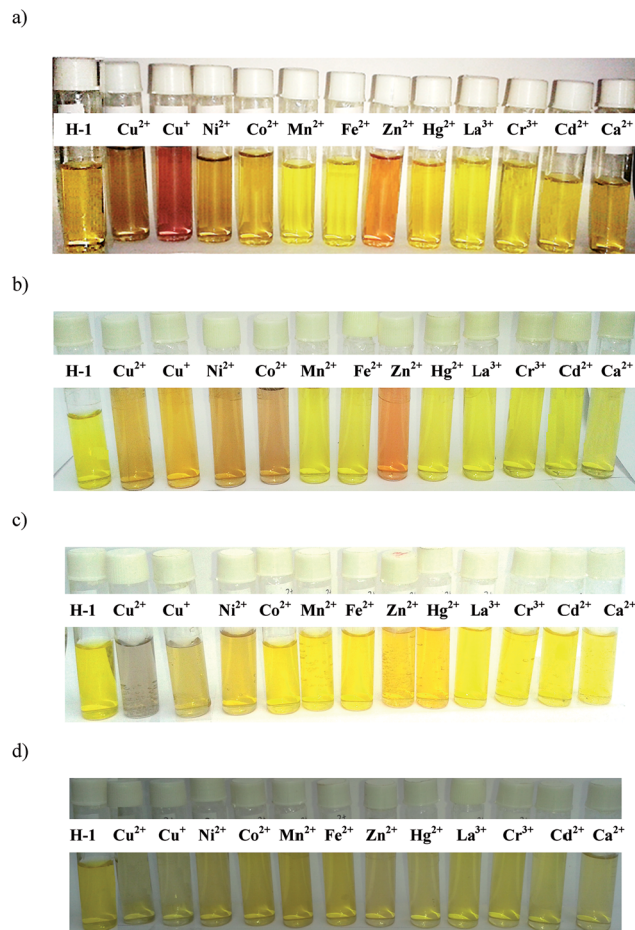 a)
H-1 Cu²⁺ Cu⁺ Ni²⁺ Co²⁺ Mn²⁺ Fe²⁺ Zn²⁺ Hg²⁺ La³⁺ Cr³⁺ Cd²⁺ Ca²⁺
b)
H-1 Cu²⁺ Cu⁺ Ni²⁺ Co²⁺ Mn²⁺ Fe²⁺ Zn²⁺ Hg²⁺ La³⁺ Cr³⁺ Cd²⁺ Ca²⁺
c)
H-1 Cu²⁺ Cu⁺ Ni²⁺ Co²⁺ Mn²⁺ Fe²⁺ Zn²⁺ Hg²⁺ La³⁺ Cr³⁺ Cd²⁺ Ca²⁺
d)
H-1 Cu²⁺ Cu⁺ Ni²⁺ Co²⁺ Mn²⁺ Fe²⁺ Zn²⁺ Hg²⁺ La³⁺ Cr³⁺ Cd²⁺ Ca²⁺